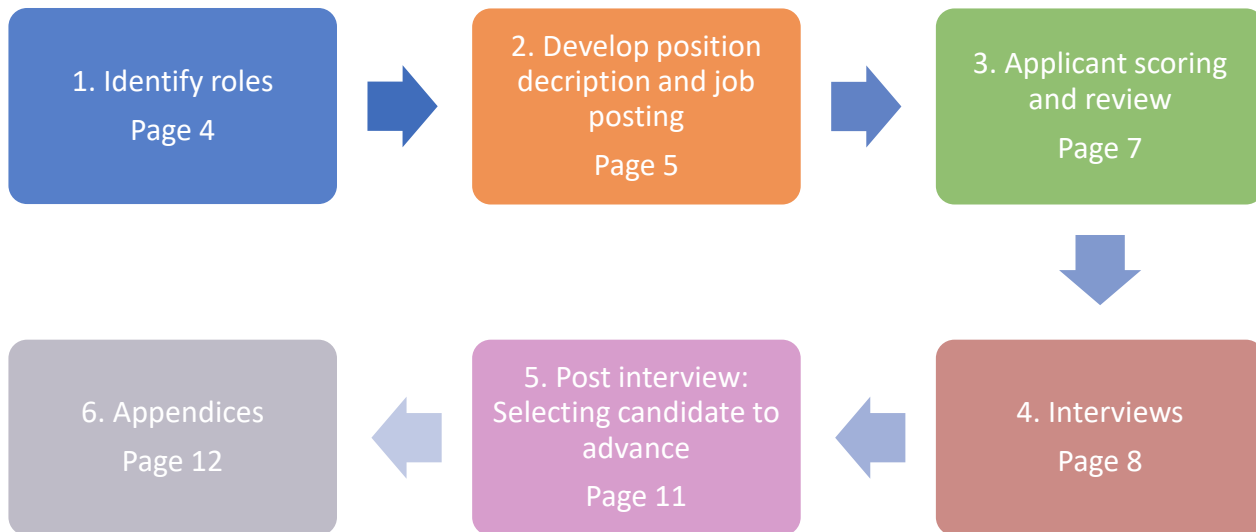 1. Identify roles
Page 4
2. Develop position
decription and job
posting
Page 5
3. Applicant scoring
and review
Page 7
4. Interviews
Page 8
5. Post interview:
Selecting candidate to
advance
Page 11
6. Appendices
Page 12